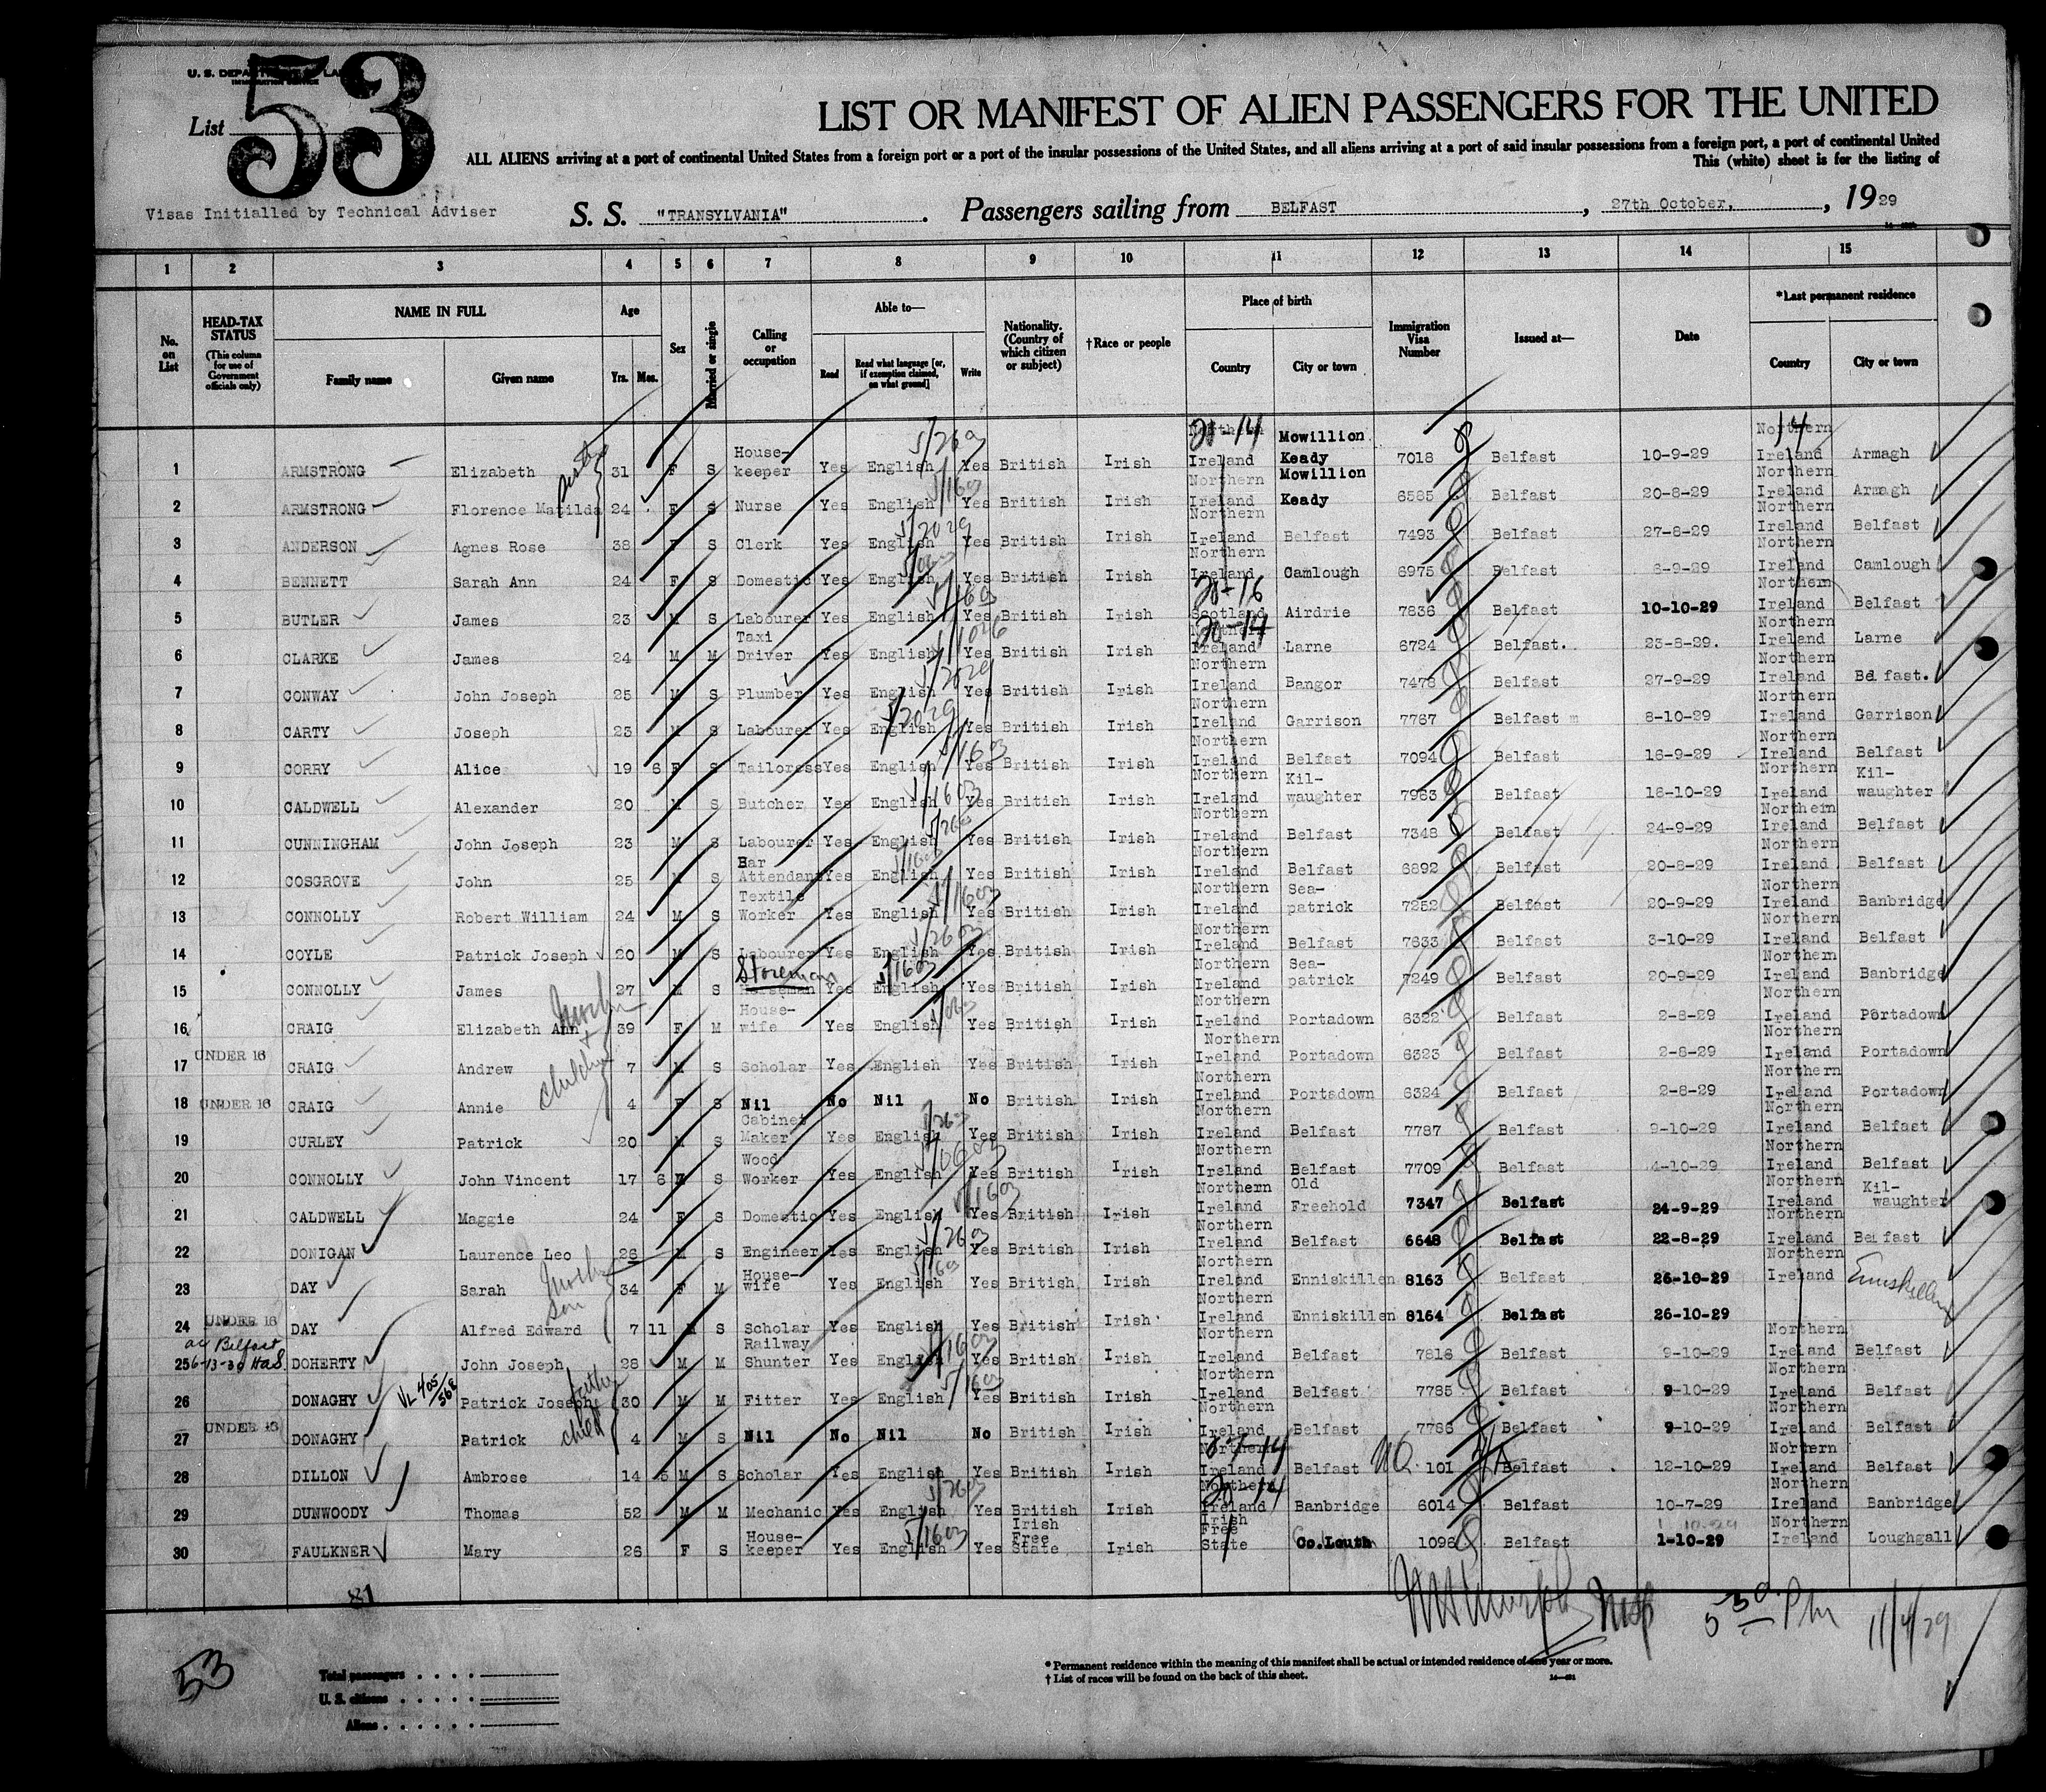 U. S. DEPARTMENT OF LABOR
IMMIGRATION SERVICE
List 53
LIST OR MANIFEST OF ALIEN PASSENGERS FOR THE UNITED
ALL ALIENS arriving at a port of continental United States from a foreign port or a port of the insular possessions of the United States, and all aliens arriving at a port of said insular possessions from a foreign port, a port of continental United
This (white) sheet is for the listing of
Visas Initialled by Technical Adviser
S. S. "TRANSYLVANIA". Passengers sailing from BELFAST, 27th October, 1929
1 2 3 4 5 6 7 8 9 10 11 12 13 14 15
No. on List
HEAD-TAX STATUS (This column for use of Government officials only)
NAME IN FULL Family name Given name
Age Yrs. Mos.
Sex
Married or single
Calling or occupation
Able to— Read Read what language [or, if exemption claimed, on what ground] Write
Nationality. (Country of which citizen or subject)
†Race or people
Place of birth Country City or town
Immigration Visa Number
Issued at—
Date
*Last permanent residence Country City or town
1 ARMSTRONG Elizabeth 31 F S House-keeper Yes English Yes British Irish Northern Ireland Mowillion Keady 7018 Belfast 10-9-29 Northern Ireland Armagh
2 ARMSTRONG Florence Matilda 24 F S Nurse Yes English Yes British Irish Northern Ireland Mowillion Keady 6585 Belfast 20-8-29 Northern Ireland Armagh
3 ANDERSON Agnes Rose 38 F S Clerk Yes English Yes British Irish Northern Ireland Belfast 7493 Belfast 27-8-29 Northern Ireland Belfast
4 BENNETT Sarah Ann 24 F S Domestic Yes English Yes British Irish Northern Ireland Camlough 6975 Belfast 6-9-29 Northern Ireland Camlough
5 BUTLER James 23 M S Labourer Yes English Yes British Irish Scotland Airdrie 7836 Belfast 10-10-29 Northern Ireland Belfast
6 CLARKE James 24 M M Taxi Driver Yes English Yes British Irish Northern Ireland Larne 6724 Belfast. 23-8-29. Northern Ireland Larne
7 CONWAY John Joseph 25 M S Plumber Yes English Yes British Irish Northern Ireland Bangor 7478 Belfast 27-9-29 Northern Ireland Belfast.
8 CARTY Joseph 23 M S Labourer Yes English Yes British Irish Northern Ireland Garrison 7767 Belfast m 8-10-29 Northern Ireland Garrison
9 CORRY Alice 19 6 F S Tailoress Yes English Yes British Irish Northern Ireland Belfast 7094 Belfast 16-9-29 Northern Ireland Belfast
10 CALDWELL Alexander 20 M S Butcher Yes English Yes British Irish Northern Ireland Kil-waughter 7963 Belfast 16-10-29 Northern Ireland Kil-waughter
11 CUNNINGHAM John Joseph 23 M S Labourer Yes English Yes British Irish Northern Ireland Belfast 7348 Belfast 24-9-29 Northern Ireland Belfast
12 COSGROVE John 25 M S Bar Attendant Yes English Yes British Irish Northern Ireland Belfast 6892 Belfast 20-8-29 Northern Ireland Belfast
13 CONNOLLY Robert William 24 M S Textile Worker Yes English Yes British Irish Northern Ireland Sea-patrick 7252 Belfast 20-9-29 Northern Ireland Banbridge
14 COYLE Patrick Joseph 20 M S Labourer Yes English Yes British Irish Northern Ireland Belfast 7633 Belfast 3-10-29 Northern Ireland Belfast
15 CONNOLLY James 27 M S Storeman Horseman Yes English Yes British Irish Northern Ireland Sea-patrick 7249 Belfast 20-9-29 Northern Ireland Banbridge
16 CRAIG Elizabeth Ann 39 F M House-wife Yes English Yes British Irish Northern Ireland Portadown 6322 Belfast 2-8-29 Northern Ireland Portadown
17 UNDER 16 CRAIG Andrew 7 M S Scholar Yes English Yes British Irish Northern Ireland Portadown 6323 Belfast 2-8-29 Northern Ireland Portadown
18 UNDER 16 CRAIG Annie 4 F S Nil No Nil No British Irish Northern Ireland Portadown 6324 Belfast 2-8-29 Northern Ireland Portadown
19 CURLEY Patrick 20 M S Cabinet Maker Yes English Yes British Irish Northern Ireland Belfast 7787 Belfast 9-10-29 Northern Ireland Belfast
20 CONNOLLY John Vincent 17 6 M S Wood Worker Yes English Yes British Irish Northern Ireland Belfast 7709 Belfast 4-10-29 Northern Ireland Belfast
21 CALDWELL Maggie 24 F S Domestic Yes English Yes British Irish Northern Ireland Old Freehold 7347 Belfast 24-9-29 Northern Ireland Kil-waughter
22 DONIGAN Laurence Leo 26 M S Engineer Yes English Yes British Irish Northern Ireland Belfast 6648 Belfast 22-8-29 Northern Ireland Belfast
23 DAY Sarah 34 F M House-wife Yes English Yes British Irish Northern Ireland Enniskillen 8163 Belfast 26-10-29 Northern Ireland Enniskillen
24 UNDER 16 DAY Alfred Edward 7 11 M S Scholar Yes English Yes British Irish Northern Ireland Enniskillen 8164 Belfast 26-10-29
25 DOHERTY John Joseph 28 M M Railway Shunter Yes English Yes British Irish Northern Ireland Belfast 7816 Belfast 9-10-29 Northern Ireland Belfast
26 DONAGHY Patrick Joseph 30 M M Fitter Yes English Yes British Irish Northern Ireland Belfast 7785 Belfast 9-10-29 Northern Ireland Belfast
27 UNDER 16 DONAGHY Patrick 4 M S Nil No Nil No British Irish Northern Ireland Belfast 7786 Belfast 9-10-29 Northern Ireland Belfast
28 DILLON Ambrose 14 5 M S Scholar Yes English Yes British Irish Northern Ireland Belfast NQ 101 Belfast 12-10-29 Northern Ireland Belfast
29 DUNWOODY Thomas 52 M M Mechanic Yes English Yes British Irish Northern Ireland Banbridge 6014 Belfast 10-7-29 Northern Ireland Banbridge
30 FAULKNER Mary 26 F S House-keeper Yes English Yes Irish Free State Irish Irish Free State Co.Louth 1096 Belfast 1-10-29 Northern Ireland Loughgall
81
5 30 Pm 11/4/29
53
Total passengers
U. S. citizens
Aliens
* Permanent residence within the meaning of this manifest shall be actual or intended residence of one year or more.
† List of races will be found on the back of this sheet.